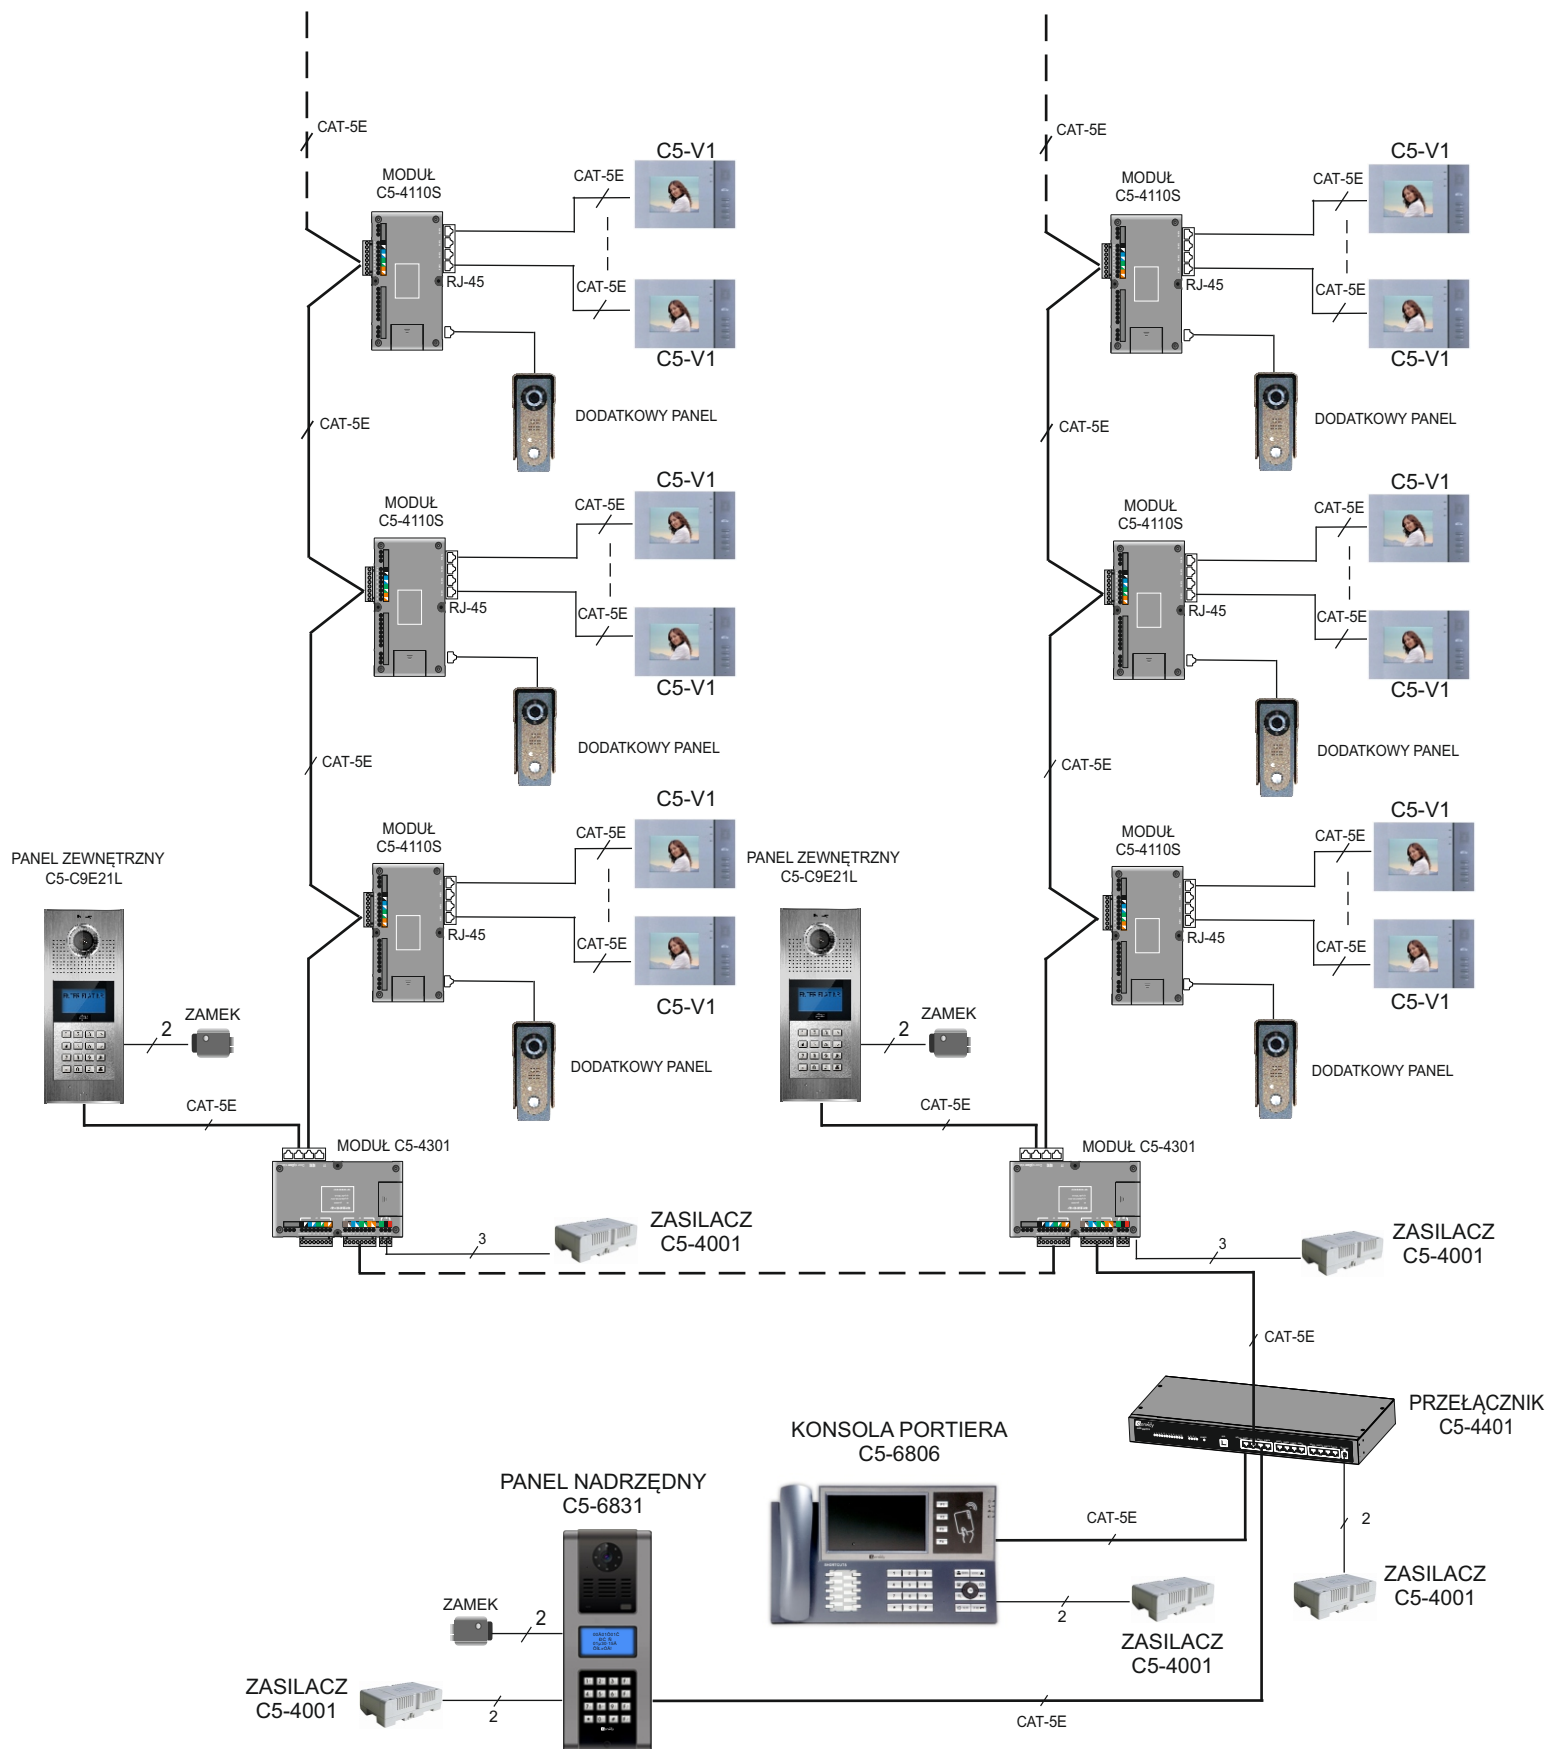 CAT-5E
CAT-5E
C5-V1
C5-V1
MODUŁ
C5-4110S
CAT-5E
MODUŁ
C5-4110S
CAT-5E
RJ-45
CAT-5E
RJ-45
CAT-5E
C5-V1
C5-V1
CAT-5E
DODATKOWY PANEL
CAT-5E
DODATKOWY PANEL
C5-V1
C5-V1
MODUŁ
C5-4110S
CAT-5E
MODUŁ
C5-4110S
CAT-5E
RJ-45
CAT-5E
RJ-45
CAT-5E
C5-V1
C5-V1
CAT-5E
DODATKOWY PANEL
CAT-5E
DODATKOWY PANEL
C5-V1
C5-V1
MODUŁ
C5-4110S
CAT-5E
MODUŁ
C5-4110S
CAT-5E
PANEL ZEWNĘTRZNY
C5-C9E21L
PANEL ZEWNĘTRZNY
C5-C9E21L
RJ-45
CAT-5E
RJ-45
CAT-5E
C5-V1
C5-V1
2
ZAMEK
2
ZAMEK
DODATKOWY PANEL
DODATKOWY PANEL
CAT-5E
CAT-5E
MODUŁ C5-4301
MODUŁ C5-4301
3
ZASILACZ
C5-4001
3
ZASILACZ
C5-4001
CAT-5E
PRZEŁĄCZNIK
C5-4401
KONSOLA PORTIERA
C5-6806
PANEL NADRZĘDNY
C5-6831
CAT-5E
2
ZASILACZ
C5-4001
SHORTCUTS
2
ZASILACZ
C5-4001
ZAMEK
2
ZASILACZ
C5-4001
2
CAT-5E